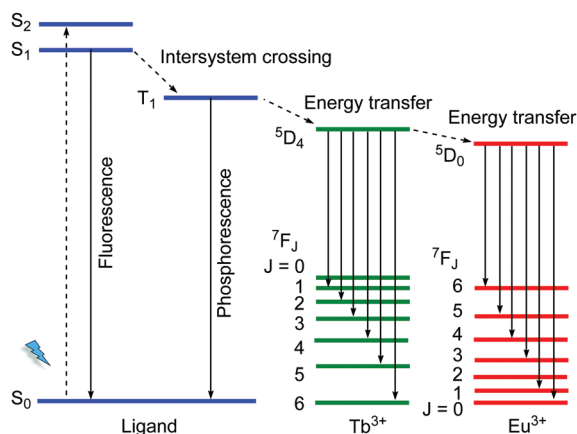 S2
S1
Intersystem crossing
T1
Energy transfer
Energy transfer
5D4
5D0
Fluorescence
Phosphorescence
7FJ
J = 0
1
2
3
4
5
6
7FJ
6
5
4
3
2
1
J = 0
S0
Ligand
Tb3+
Eu3+